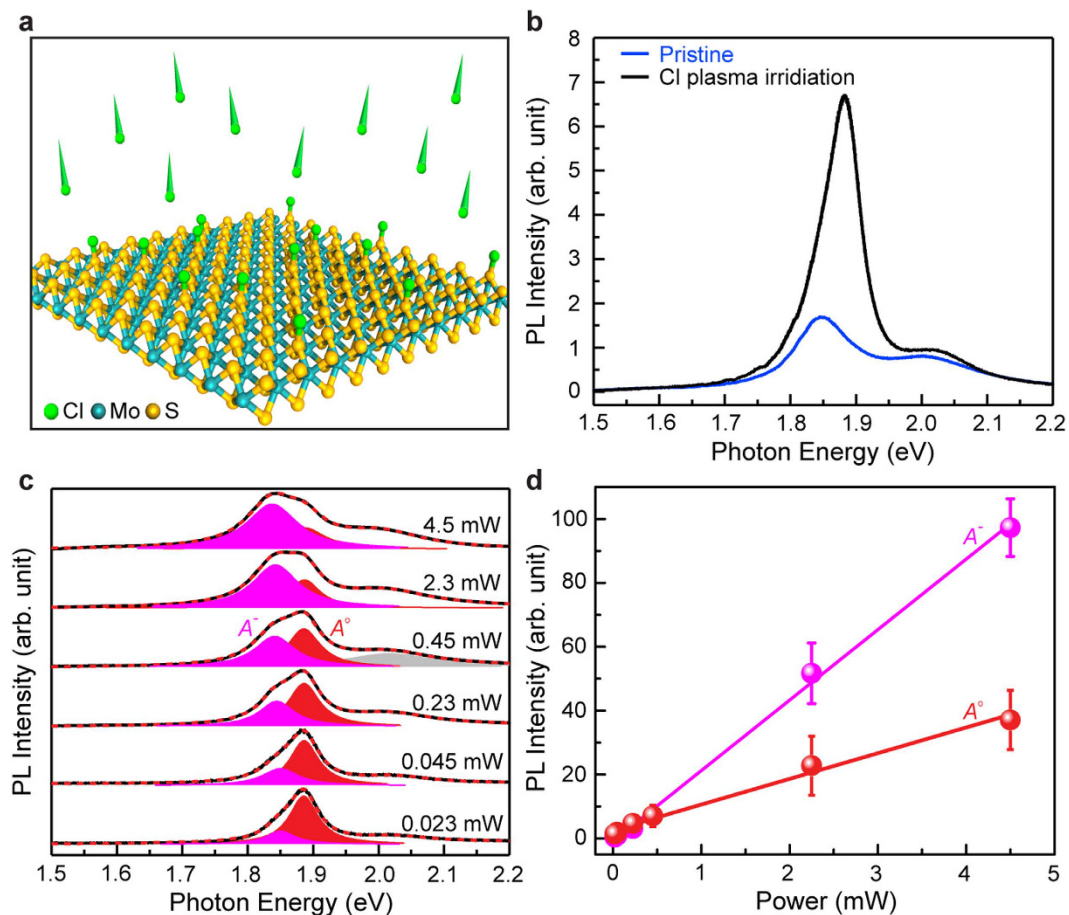 a
Cl Mo S
b
8
7
6
5
4
3
2
1
0
Pristine
Cl plasma irridiation
1.5 1.6 1.7 1.8 1.9 2.0 2.1 2.2
Photon Energy (eV)
PL Intensity (arb. unit)
c
4.5 mW
2.3 mW
A⁻ A° 0.45 mW
0.23 mW
0.045 mW
0.023 mW
1.5 1.6 1.7 1.8 1.9 2.0 2.1 2.2
Photon Energy (eV)
PL Intensity (arb. unit)
d
100
80
60
40
20
0
A⁻
A°
0 1 2 3 4 5
Power (mW)
PL Intensity (arb. unit)